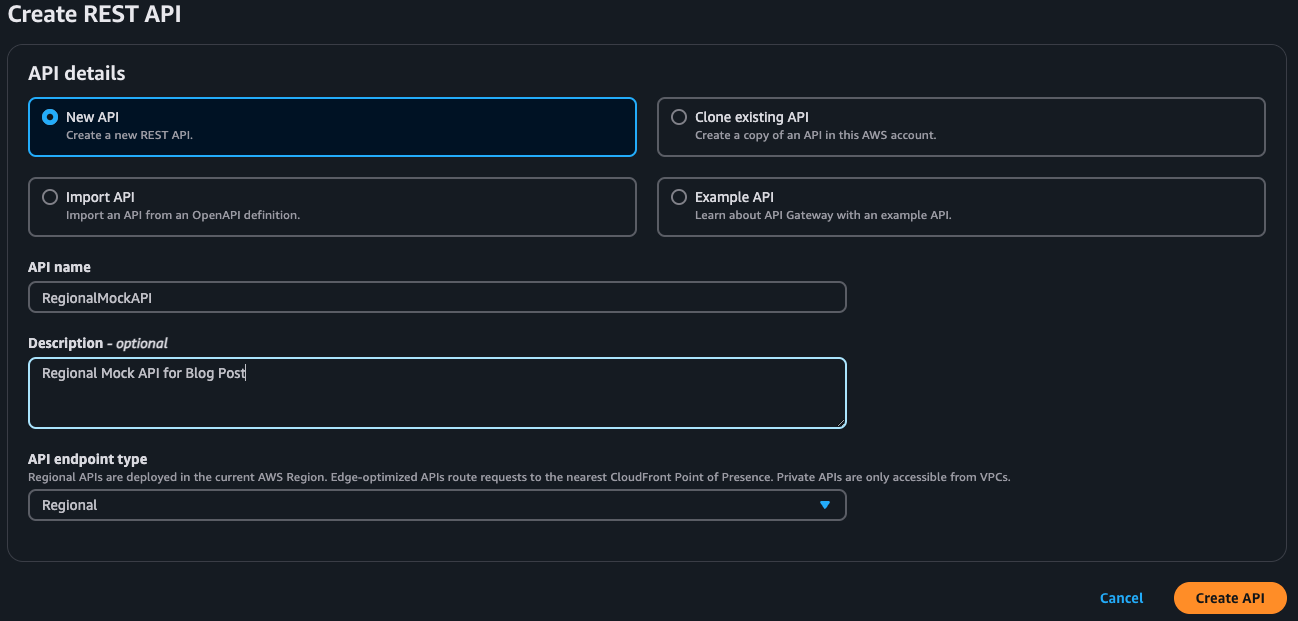 Create REST API
API details
New API
Create a new REST API.
Clone existing API
Create a copy of an API in this AWS account.
Import API
Import an API from an OpenAPI definition.
Example API
Learn about API Gateway with an example API.
API name
RegionalMockAPI
Description - optional
Regional Mock API for Blog Post
API endpoint type
Regional APIs are deployed in the current AWS Region. Edge-optimized APIs route requests to the nearest CloudFront Point of Presence. Private APIs are only accessible from VPCs.
Regional
Cancel
Create API